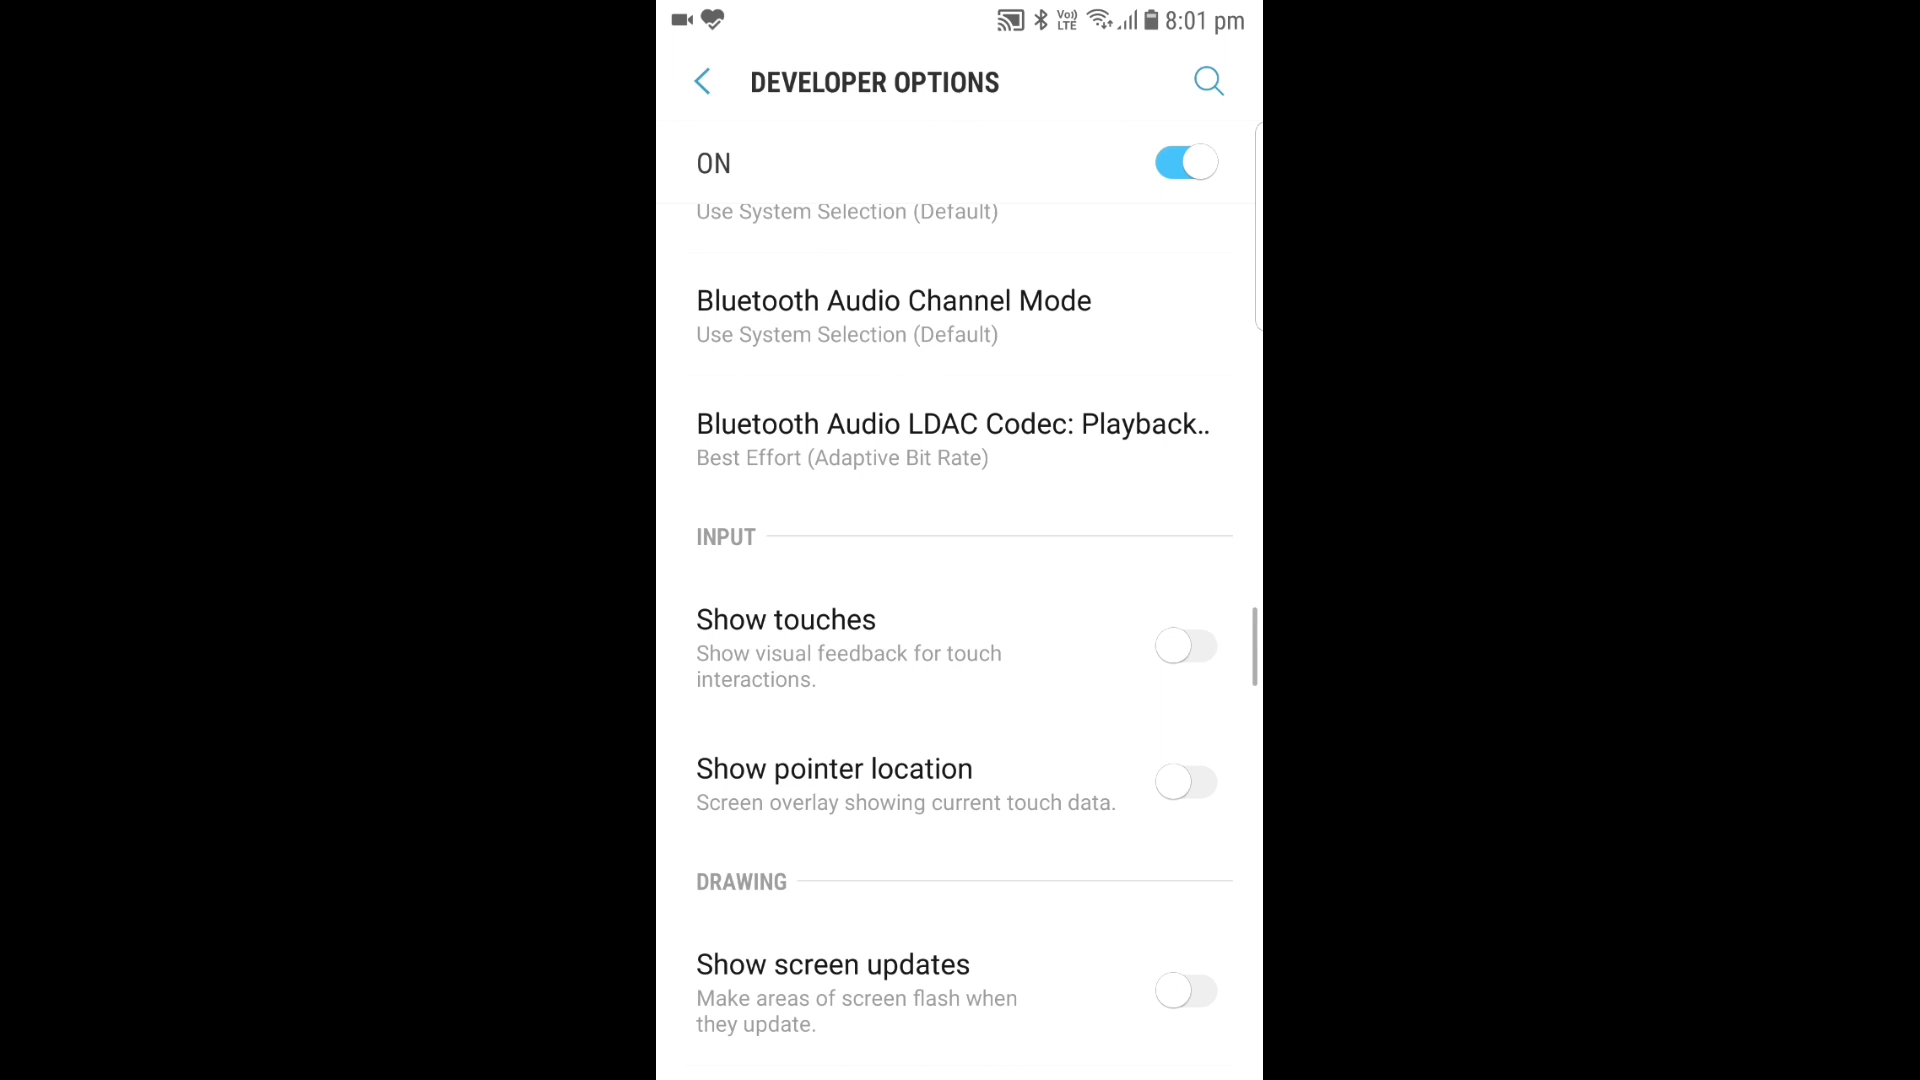 Vo)) LTE 8:01 pm
DEVELOPER OPTIONS
ON
Use System Selection (Default)
Bluetooth Audio Channel Mode
Use System Selection (Default)
Bluetooth Audio LDAC Codec: Playback..
Best Effort (Adaptive Bit Rate)
INPUT
Show touches
Show visual feedback for touch
interactions.
Show pointer location
Screen overlay showing current touch data.
DRAWING
Show screen updates
Make areas of screen flash when
they update.